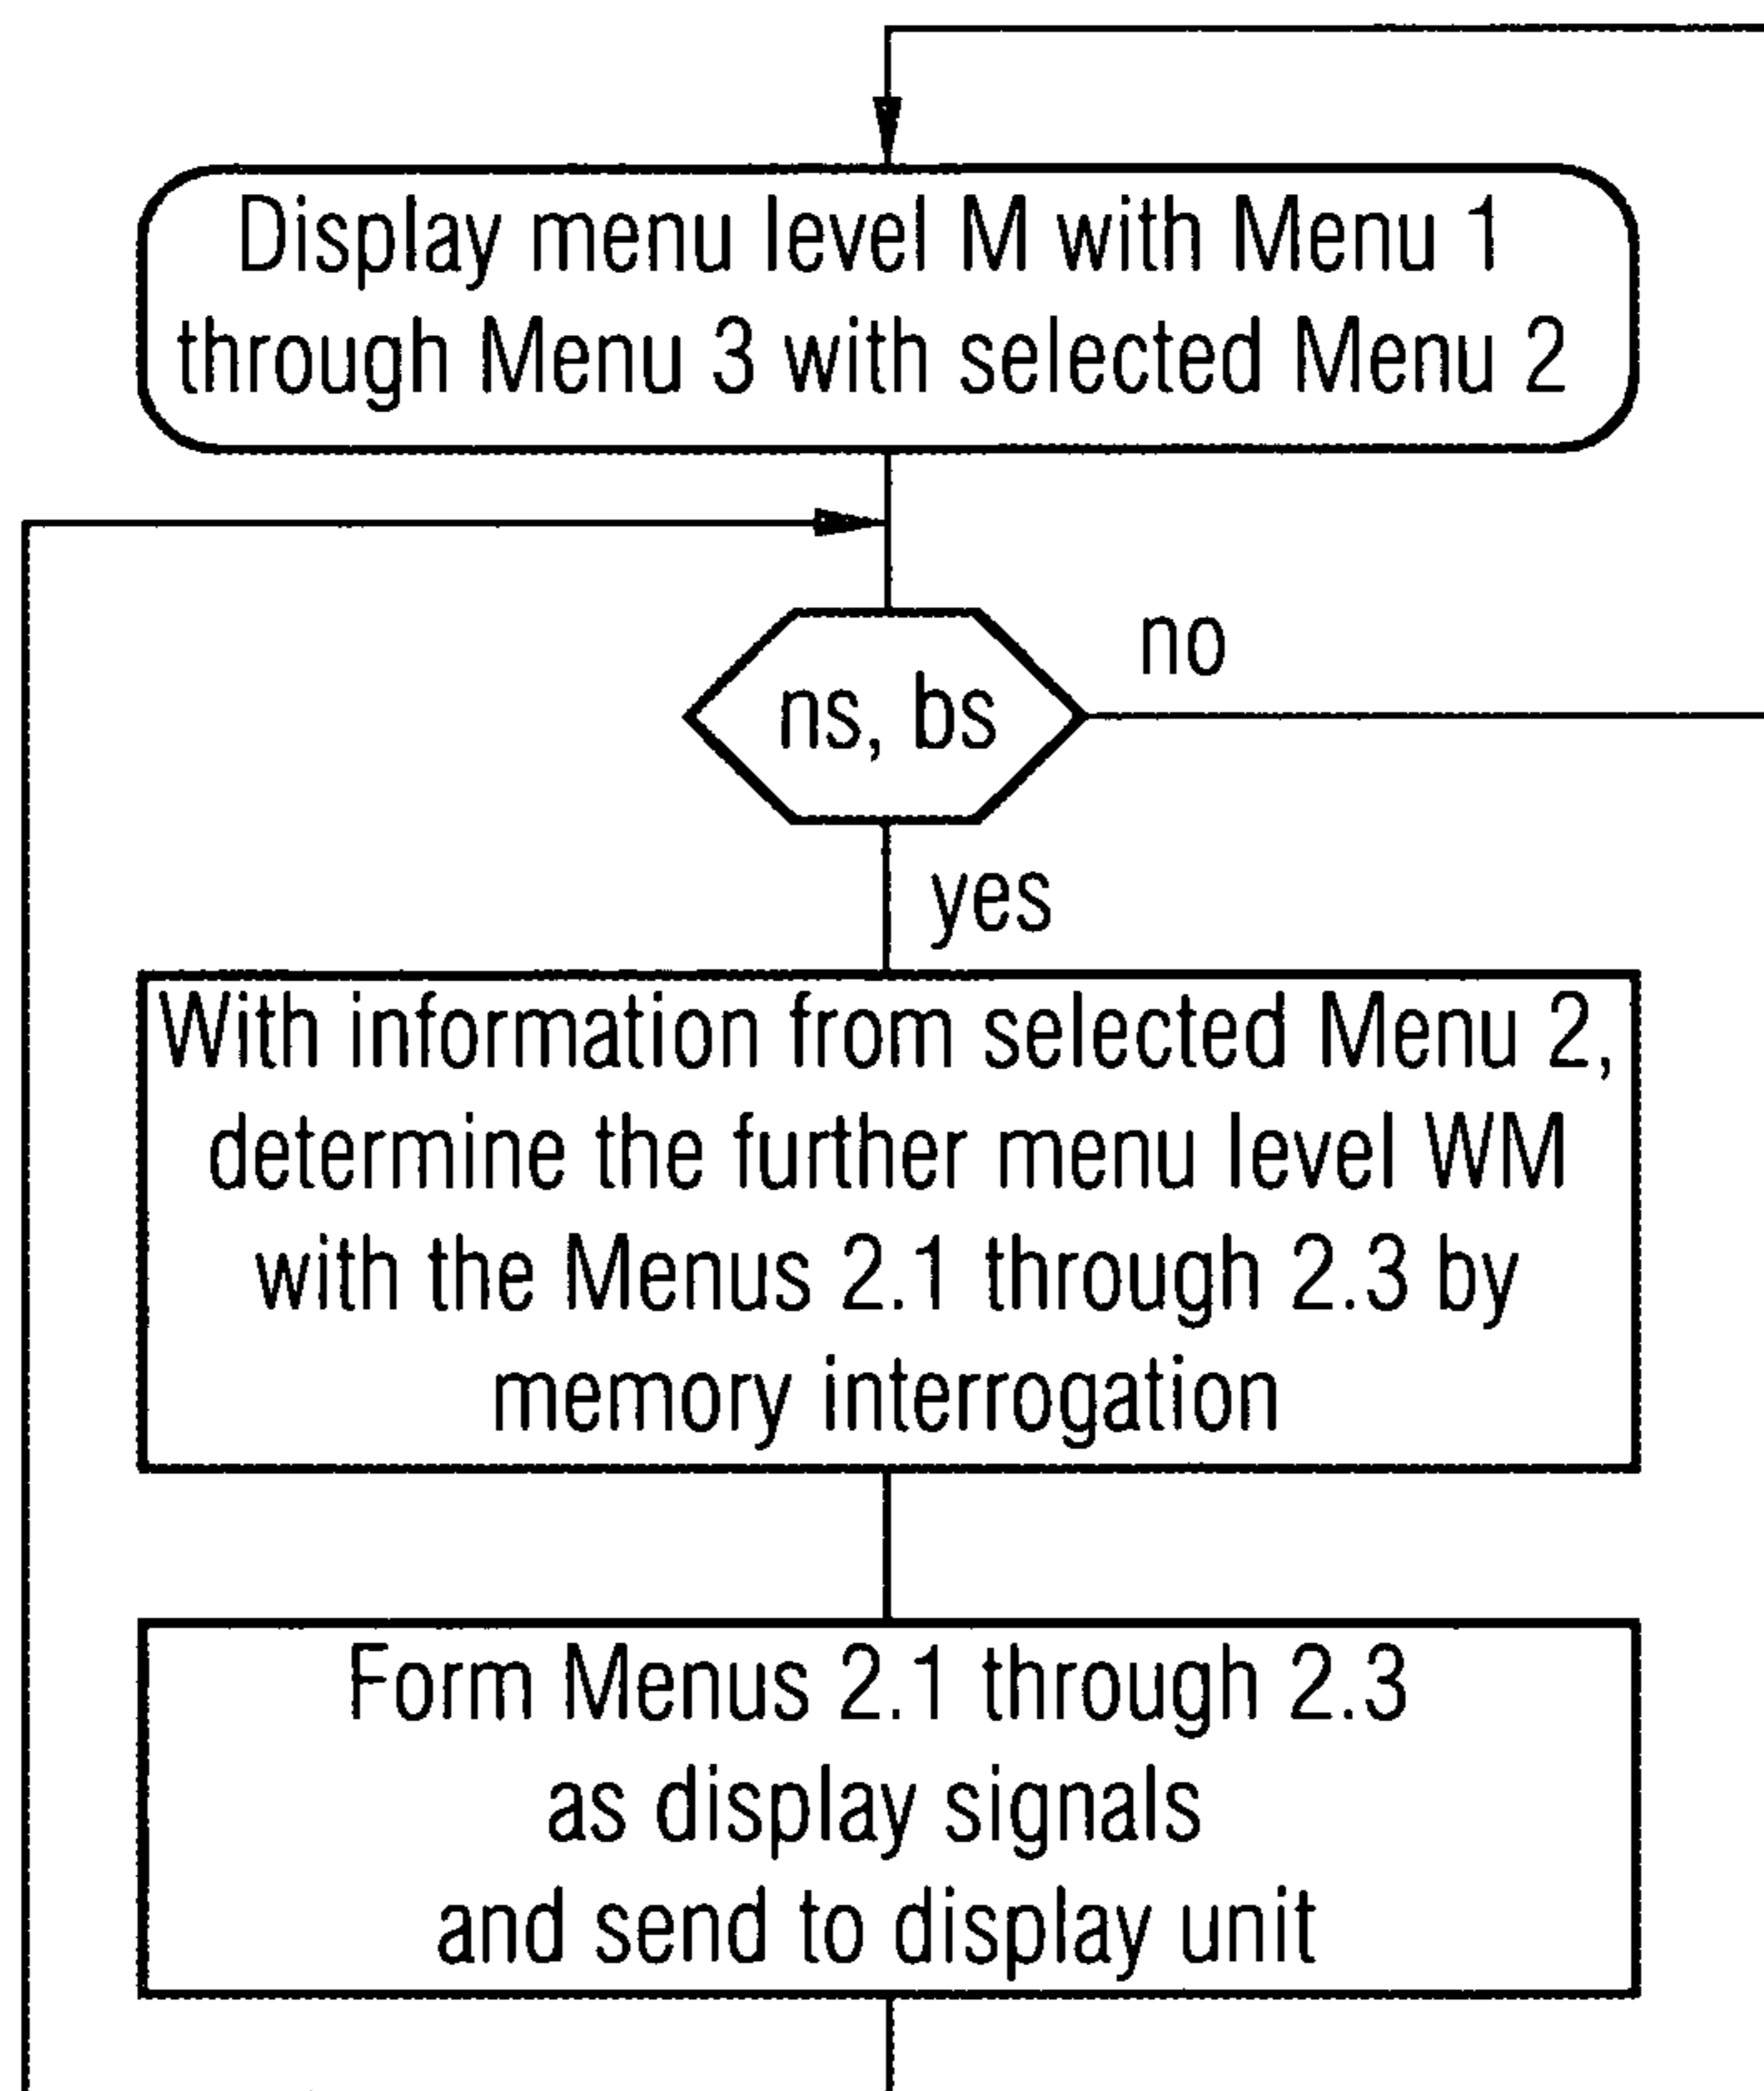 Display menu level M with Menu 1
through Menu 3 with selected Menu 2
ns, bs
no
yes
With information from selected Menu 2,
determine the further menu level WM
with the Menus 2.1 through 2.3 by
memory interrogation
Form Menus 2.1 through 2.3
as display signals
and send to display unit